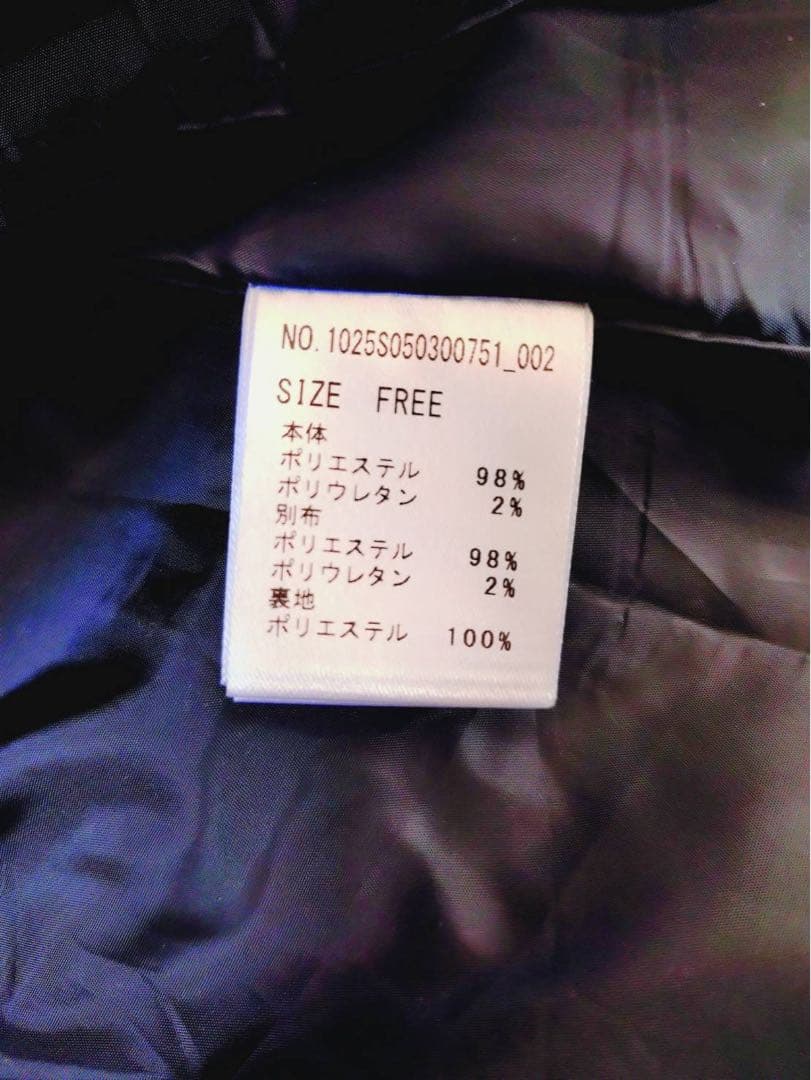 NO.1025S050300751_002
SIZE FREE
本体
ポリエステル 98%
ポリウレタン 2%
別布
ポリエステル 98%
ポリウレタン 2%
裏地
ポリエステル 100%